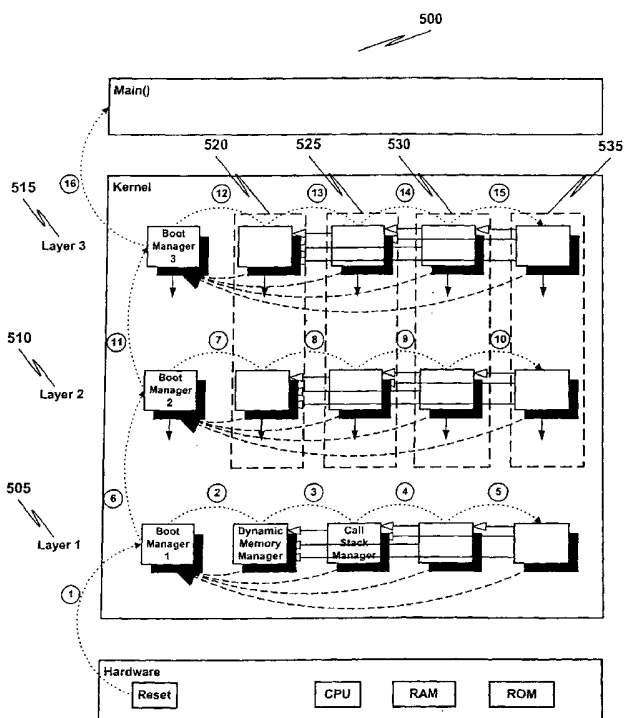 500
Main()
520
525
530
535
515
Kernel
16
12
13
14
15
Layer 3
Boot
Manager
3
510
11
7
8
9
10
Layer 2
Boot
Manager
2
505
6
2
3
4
5
Layer 1
Boot
Manager
1
Dynamic
Memory
Manager
Call
Stack
Manager
1
Hardware
Reset
CPU
RAM
ROM